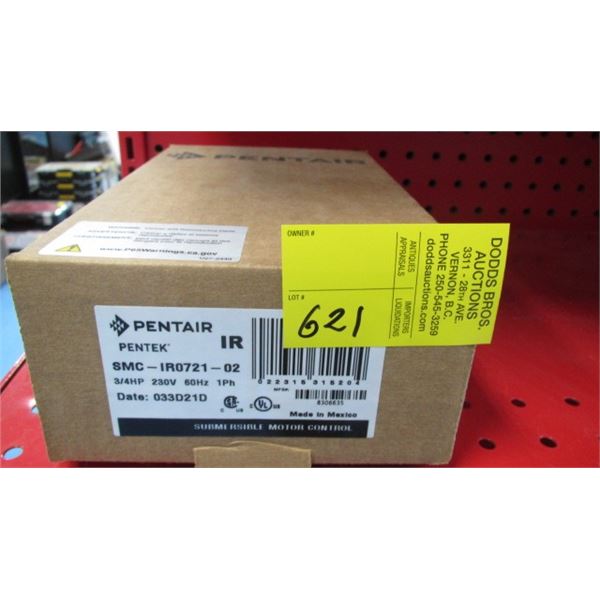 PENTAIR
www.P65Warnings.ca.gov
PENTAIR
PENTEK
IR
SMC-IR0721-02
3/4HP 230V 60Hz 1Ph
Date: 033D21D
Made in Mexico
SUBMERSIBLE MOTOR CONTROL
OWNER #
LOT #
621
ANTIQUES
APPRAISALS
IMPORTERS
LIQUIDATIONS
DODDS BROS.
AUCTIONS
3311 - 28TH AVE.
VERNON, B.C.
PHONE 250-545-3259
doddsauctions.com